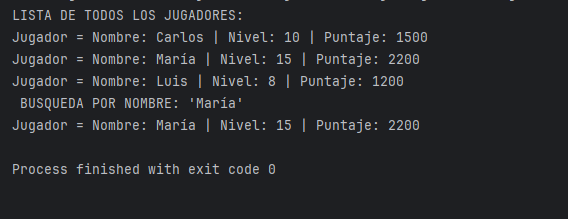 LISTA DE TODOS LOS JUGADORES:
Jugador = Nombre: Carlos | Nivel: 10 | Puntaje: 1500
Jugador = Nombre: María | Nivel: 15 | Puntaje: 2200
Jugador = Nombre: Luis | Nivel: 8 | Puntaje: 1200
BUSQUEDA POR NOMBRE: 'María'
Jugador = Nombre: María | Nivel: 15 | Puntaje: 2200
Process finished with exit code 0